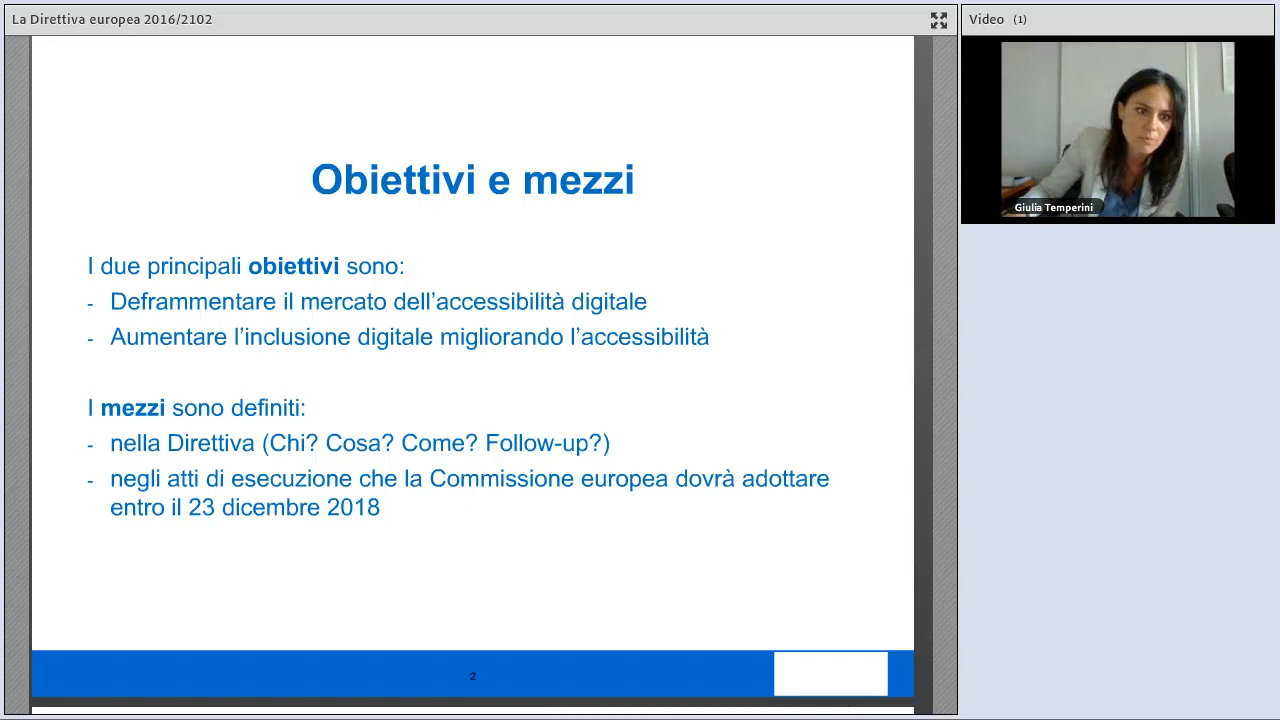 La Direttiva europea 2016/2102
Video (1)
Giulia Temperini
Obiettivi e mezzi
I due principali obiettivi sono:
- Deframmentare il mercato dell’accessibilità digitale
- Aumentare l’inclusione digitale migliorando l’accessibilità
I mezzi sono definiti:
- nella Direttiva (Chi? Cosa? Come? Follow-up?)
- negli atti di esecuzione che la Commissione europea dovrà adottare
entro il 23 dicembre 2018
2